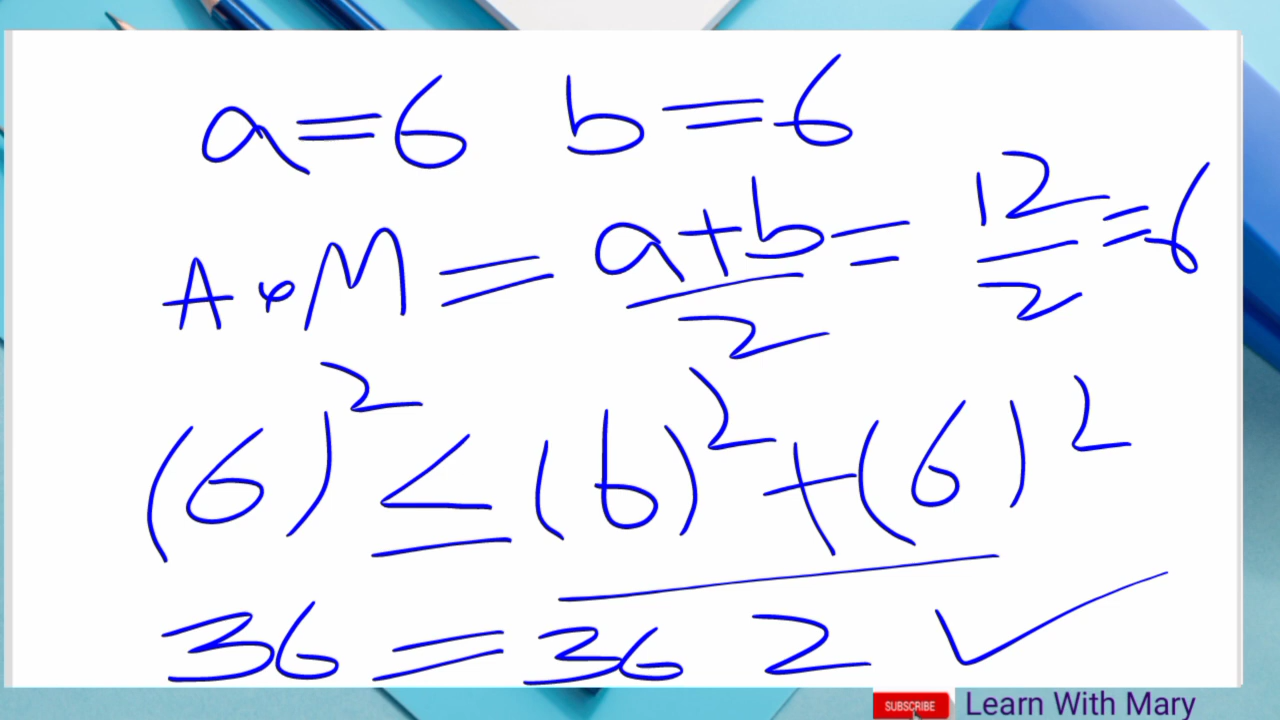 a=6 b=6
A.M = a+b/2 = 12/2 = 6
(6)² ≤ (6)²+(6)²/2
36 = 36 ✓
SUBSCRIBE
Learn With Mary